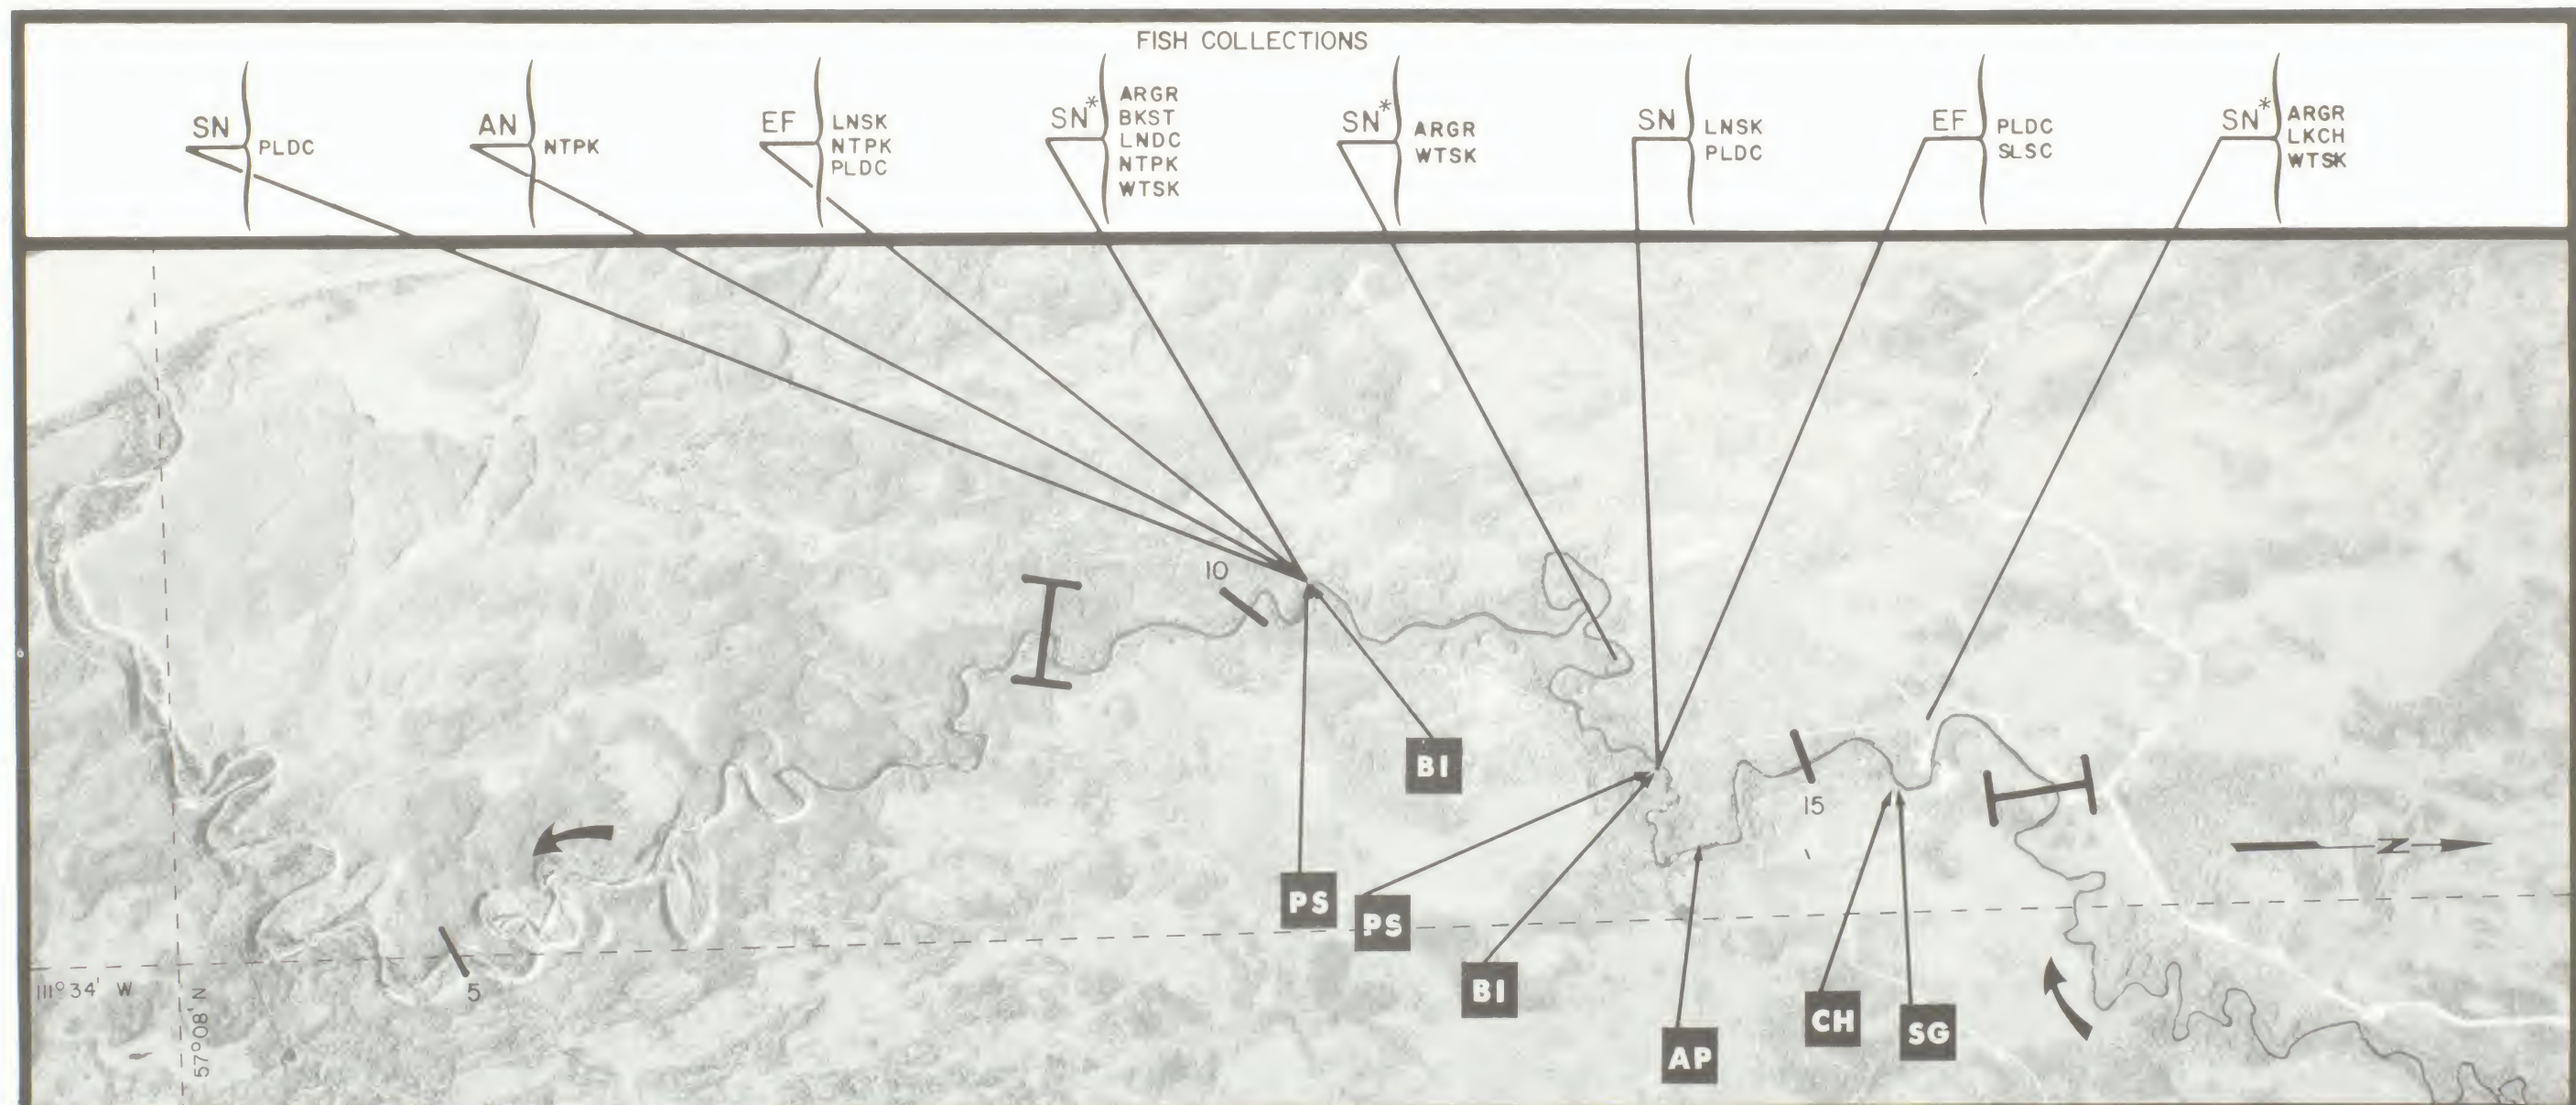 FISH COLLECTIONS
SN
PLDC
AN
NTPK
EF
LNSK
NTPK
PLDC
SN*
ARGR
BKST
LNDC
NTPK
WTSK
SN*
ARGR
WTSK
SN
LNSK
PLDC
EF
PLDC
SLSC
SN*
ARGR
LKCH
WTSK
10
BI
15
N
PS
PS
BI
111°34' W
5
57°08' N
CH
SG
AP